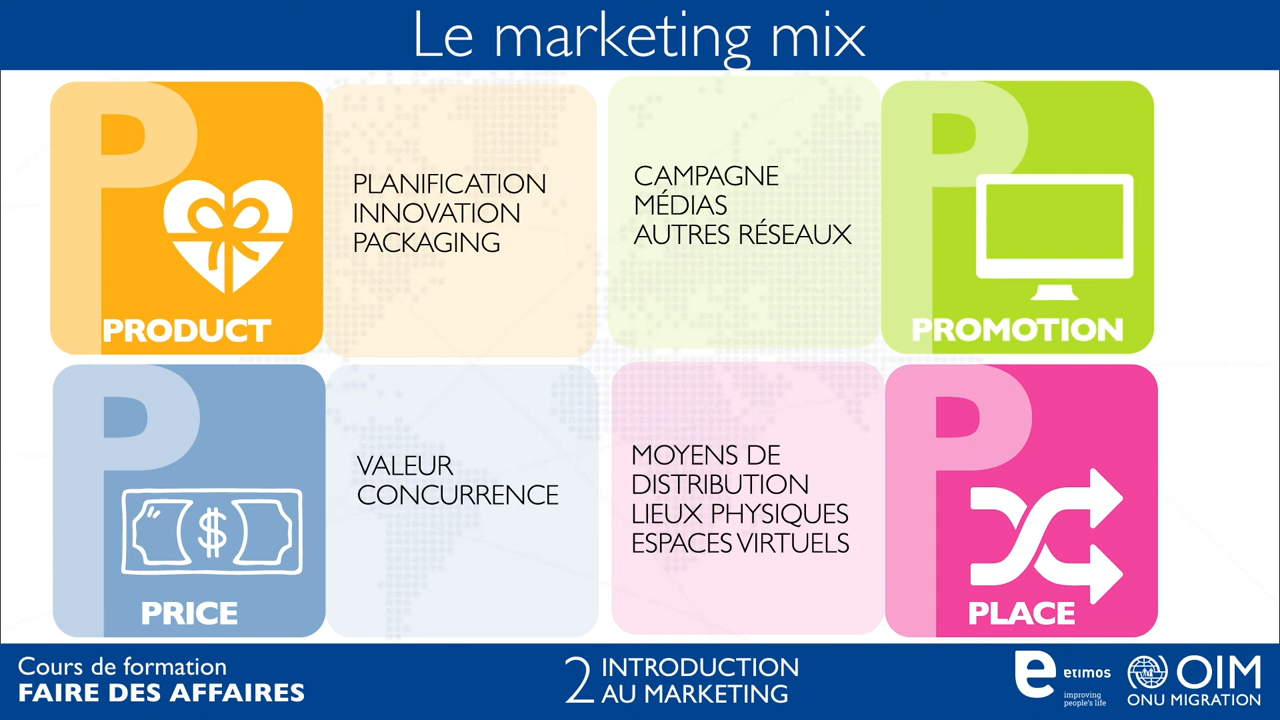 Le marketing mix
P
PRODUCT
PLANIFICATION
INNOVATION
PACKAGING
CAMPAGNE
MÉDIAS
AUTRES RÉSEAUX
P
PROMOTION
P
$
PRICE
VALEUR
CONCURRENCE
MOYENS DE
DISTRIBUTION
LIEUX PHYSIQUES
ESPACES VIRTUELS
P
PLACE
Cours de formation
FAIRE DES AFFAIRES
2 INTRODUCTION
AU MARKETING
e etimos
improving
people's life
OIM
ONU MIGRATION